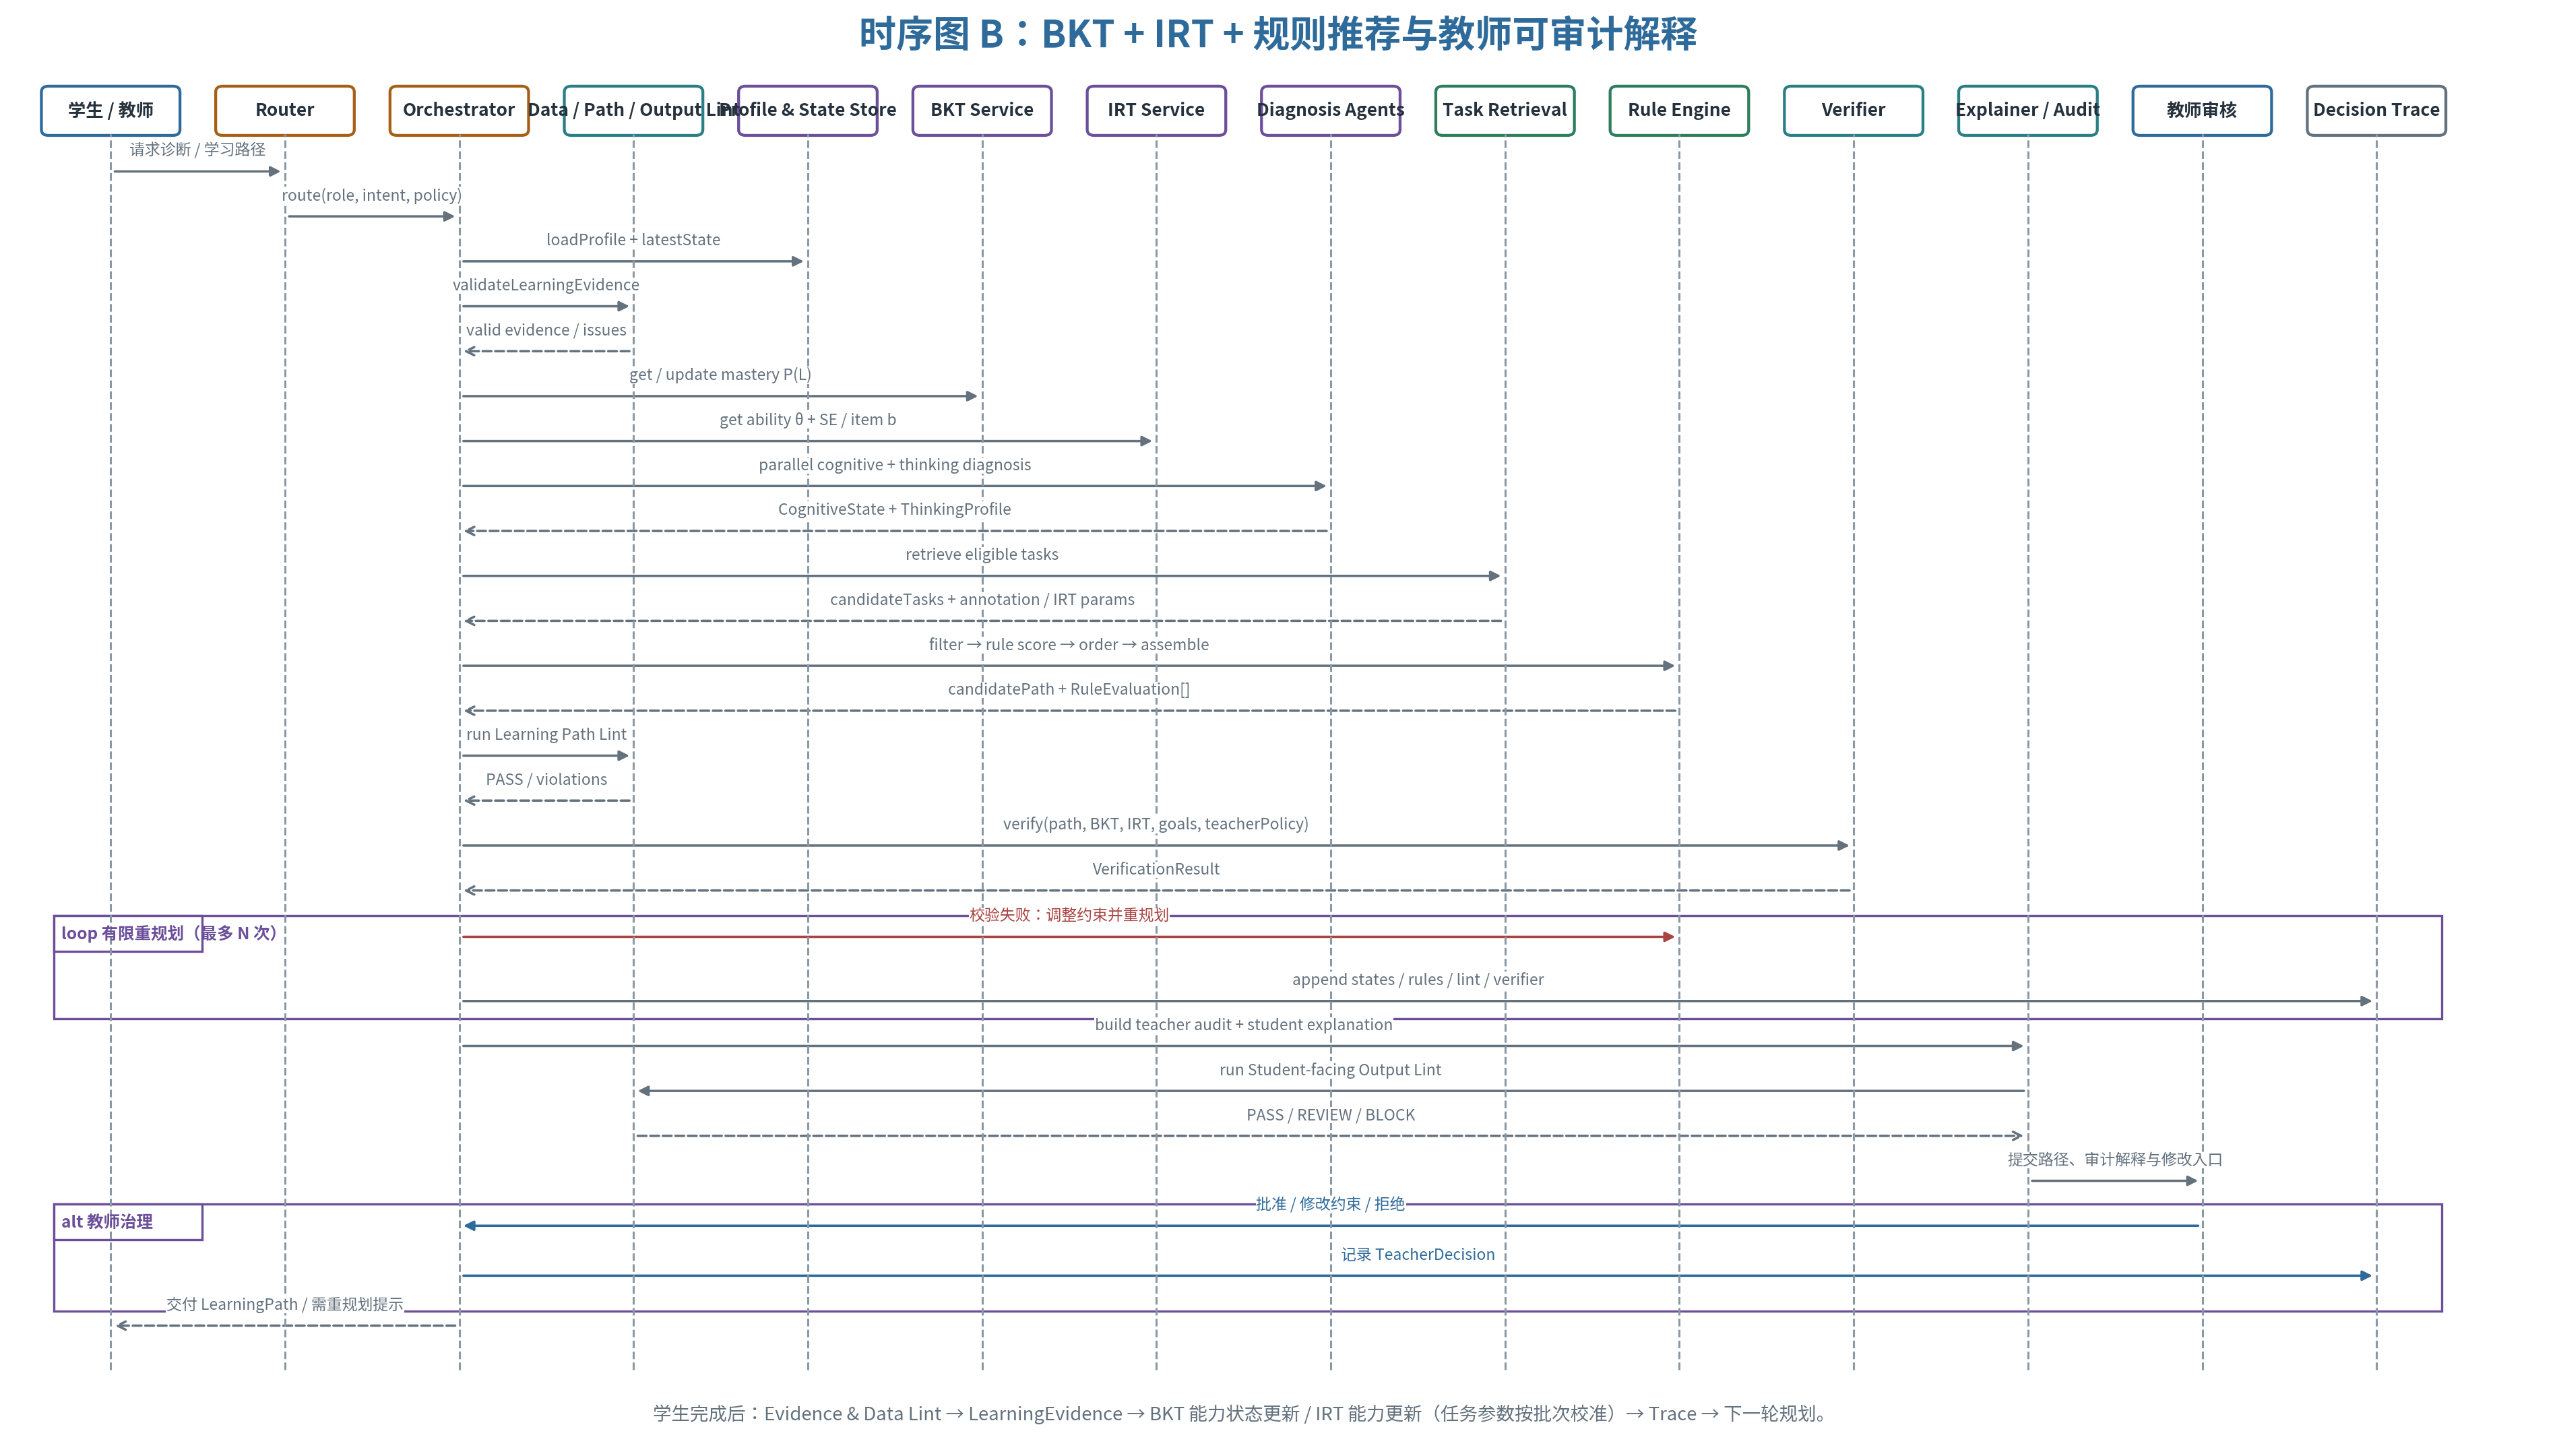 时序图 B：BKT + IRT + 规则推荐与教师可审计解释
学生 / 教师
Router
Orchestrator
Data / Path / Output Lint
Profile & State Store
BKT Service
IRT Service
Diagnosis Agents
Task Retrieval
Rule Engine
Verifier
Explainer / Audit
教师审核
Decision Trace
请求诊断 / 学习路径
route(role, intent, policy)
loadProfile + latestState
validateLearningEvidence
valid evidence / issues
get / update mastery P(L)
get ability θ + SE / item b
parallel cognitive + thinking diagnosis
CognitiveState + ThinkingProfile
retrieve eligible tasks
candidateTasks + annotation / IRT params
filter → rule score → order → assemble
candidatePath + RuleEvaluation[]
run Learning Path Lint
PASS / violations
verify(path, BKT, IRT, goals, teacherPolicy)
VerificationResult
校验失败：调整约束并重规划
loop 有限重规划（最多 N 次）
append states / rules / lint / verifier
build teacher audit + student explanation
run Student-facing Output Lint
PASS / REVIEW / BLOCK
提交路径、审计解释与修改入口
批准 / 修改约束 / 拒绝
alt 教师治理
记录 TeacherDecision
交付 LearningPath / 需重规划提示
学生完成后：Evidence & Data Lint → LearningEvidence → BKT 能力状态更新 / IRT 能力更新（任务参数按批次校准）→ Trace → 下一轮规划。